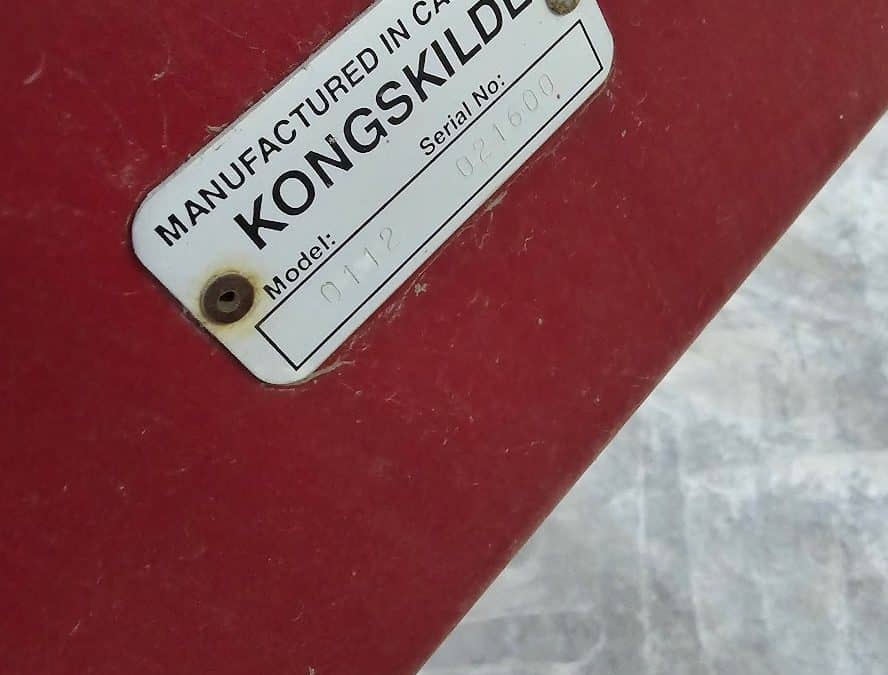 MANUFACTURED IN CA
KONGSKILDE
Model: Serial No:
0112 021600